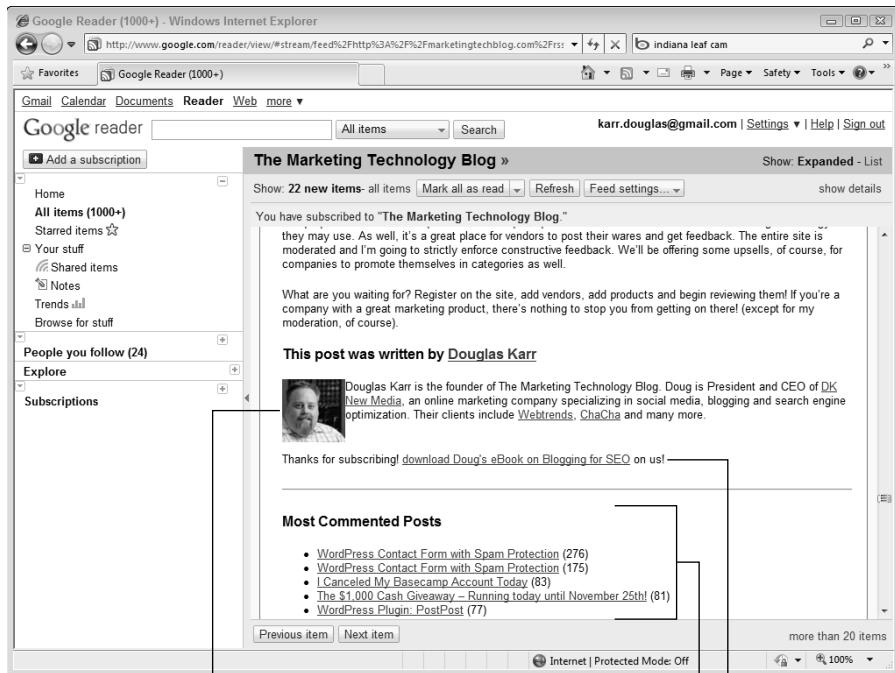 Google Reader (1000+) - Windows Internet Explorer
http://www.google.com/reader/view/#stream/feed%2Fhttp%3A%2F%2Fmarketingtechblog.com%2Frss
indiana leaf cam
Favorites
Google Reader (1000+)
Page Safety Tools
Gmail Calendar Documents Reader Web more ▼
Google reader
All items
Search
karr.douglas@gmail.com | Settings ▼ | Help | Sign out
Add a subscription
The Marketing Technology Blog »
Show: Expanded - List
Home
All items (1000+)
Starred items
Your stuff
Shared items
Notes
Trends
Browse for stuff
People you follow (24)
Explore
Subscriptions
Show: 22 new items- all items
Mark all as read
Refresh
Feed settings...
show details
You have subscribed to "The Marketing Technology Blog."
they may use. As well, it's a great place for vendors to post their wares and get feedback. The entire site is
moderated and I'm going to strictly enforce constructive feedback. We'll be offering some upsells, of course, for
companies to promote themselves in categories as well.
What are you waiting for? Register on the site, add vendors, add products and begin reviewing them! If you're a
company with a great marketing product, there's nothing to stop you from getting on there! (except for my
moderation, of course).
This post was written by Douglas Karr
Douglas Karr is the founder of The Marketing Technology Blog. Doug is President and CEO of DK
New Media, an online marketing company specializing in social media, blogging and search engine
optimization. Their clients include Webtrends, ChaCha and many more.
Thanks for subscribing! download Doug's eBook on Blogging for SEO on us!
Most Commented Posts
• WordPress Contact Form with Spam Protection (276)
• WordPress Contact Form with Spam Protection (175)
• I Canceled My Basecamp Account Today (83)
• The $1,000 Cash Giveaway – Running today until November 25th! (81)
• WordPress Plugin: PostPost (77)
Previous item
Next item
more than 20 items
Internet | Protected Mode: Off
100%